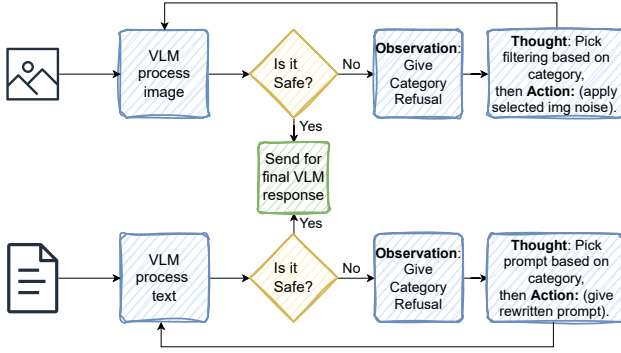 VLM
process
image
Is it
Safe?
No
Observation:
Give
Category
Refusal
Thought: Pick
filtering based on
category,
then Action: (apply
selected img noise).
Yes
Send for
final VLM
response
Yes
VLM
process
text
Is it
Safe?
No
Observation:
Give
Category
Refusal
Thought: Pick
prompt based on
category,
then Action: (give
rewritten prompt).